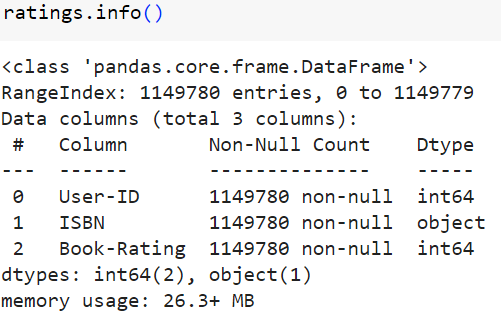 ratings.info()
<class 'pandas.core.frame.DataFrame'>
RangeIndex: 1149780 entries, 0 to 1149779
Data columns (total 3 columns):
 #   Column       Non-Null Count    Dtype
---  ------       --------------    -----
 0   User-ID      1149780 non-null  int64
 1   ISBN         1149780 non-null  object
 2   Book-Rating  1149780 non-null  int64
dtypes: int64(2), object(1)
memory usage: 26.3+ MB